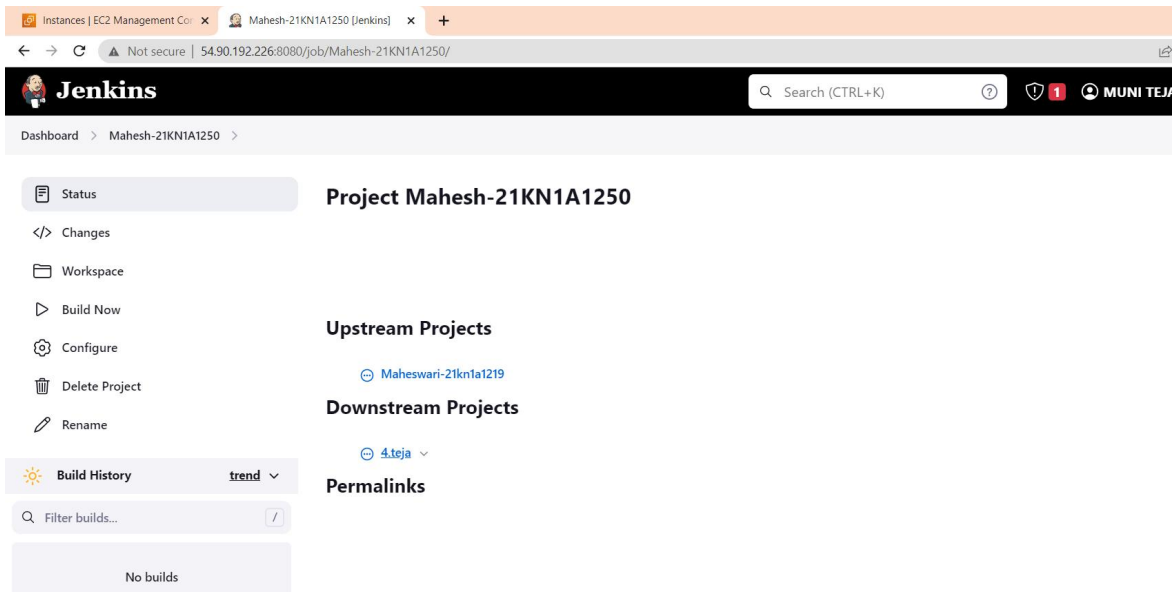 Instances | EC2 Management Cor
Mahesh-21KN1A1250 [Jenkins]
Not secure | 54.90.192.226:8080/job/Mahesh-21KN1A1250/
Jenkins
Search (CTRL+K)
1
MUNI TEJA
Dashboard > Mahesh-21KN1A1250 >
Status
Project Mahesh-21KN1A1250
Changes
Workspace
Build Now
Upstream Projects
Configure
Maheswari-21kn1a1219
Delete Project
Downstream Projects
Rename
4.teja
Build History trend
Permalinks
Filter builds... /
No builds